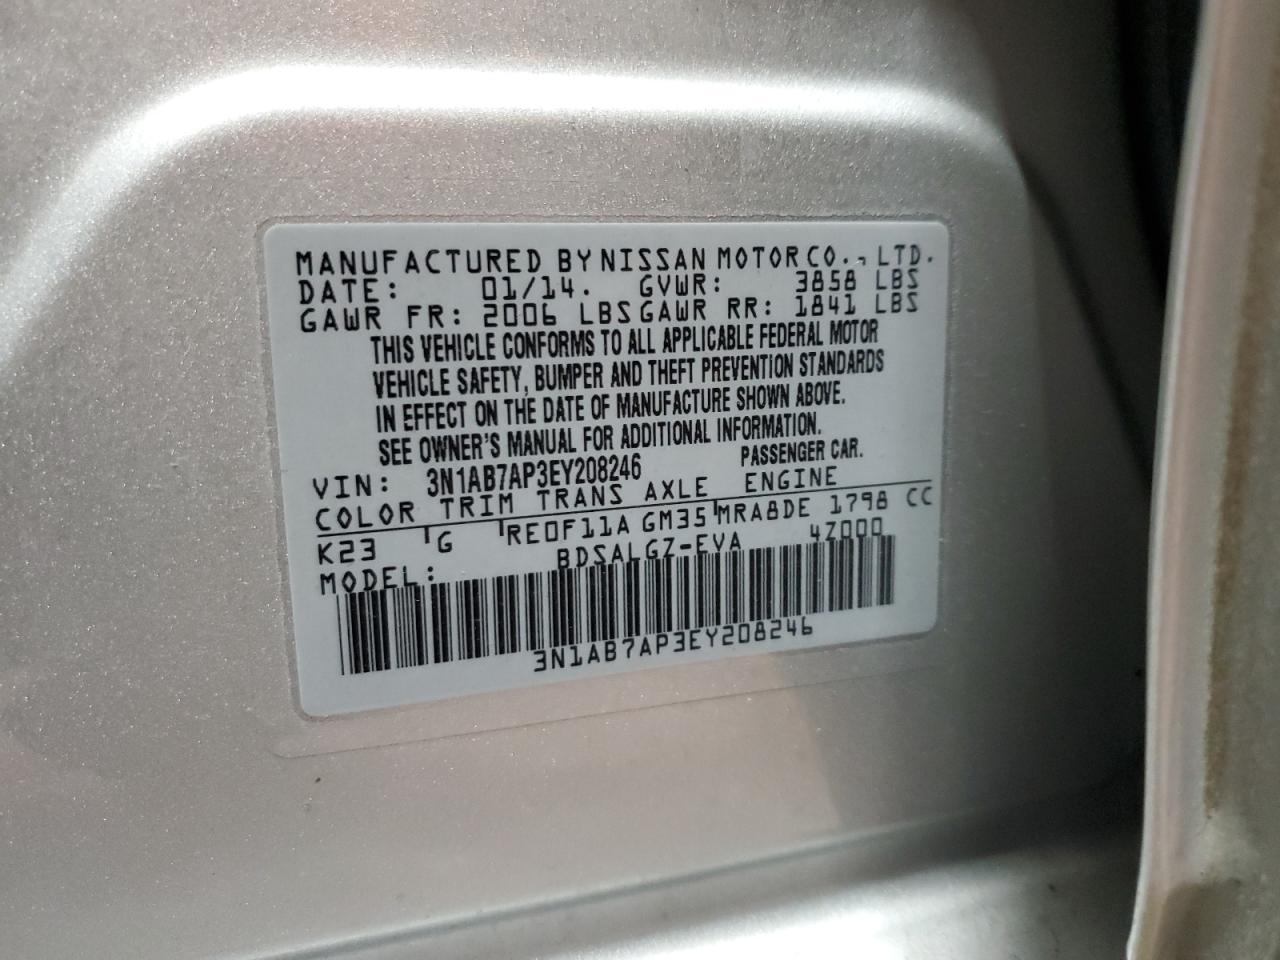 MANUFACTURED BY NISSAN MOTOR CO., LTD.
DATE: 01/14. GVWR: 3858 LBS
GAWR FR: 2006 LBS GAWR RR: 1841 LBS
THIS VEHICLE CONFORMS TO ALL APPLICABLE FEDERAL MOTOR
VEHICLE SAFETY, BUMPER AND THEFT PREVENTION STANDARDS
IN EFFECT ON THE DATE OF MANUFACTURE SHOWN ABOVE.
SEE OWNER'S MANUAL FOR ADDITIONAL INFORMATION.
VIN: 3N1AB7AP3EY208246 PASSENGER CAR.
COLOR TRIM TRANS AXLE ENGINE
K23 G RE0F11A GM35 MRA8DE 1798 CC
MODEL: BDSALGZ-EVA 4Z000
3N1AB7AP3EY208246